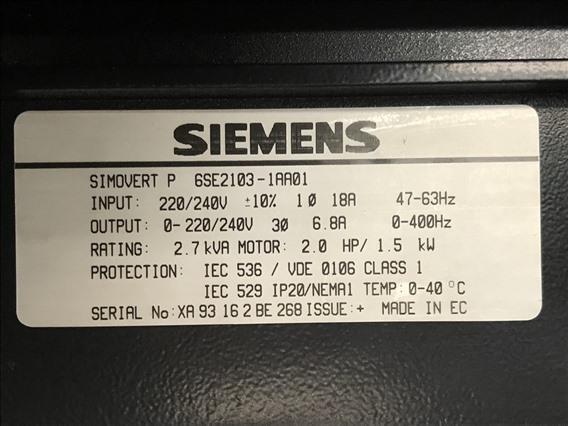 SIEMENS
SIMOVERT P 6SE2103-1AA01
INPUT: 220/240V ±10% 1Ø 18A 47-63Hz
OUTPUT: 0-220/240V 3Ø 6.8A 0-400Hz
RATING: 2.7kVA MOTOR: 2.0 HP/ 1.5 kW
PROTECTION: IEC 536 / VDE 0106 CLASS 1
IEC 529 IP20/NEMA1 TEMP: 0-40 °C
SERIAL No:XA 93 16 2 BE 268 ISSUE:+ MADE IN EC